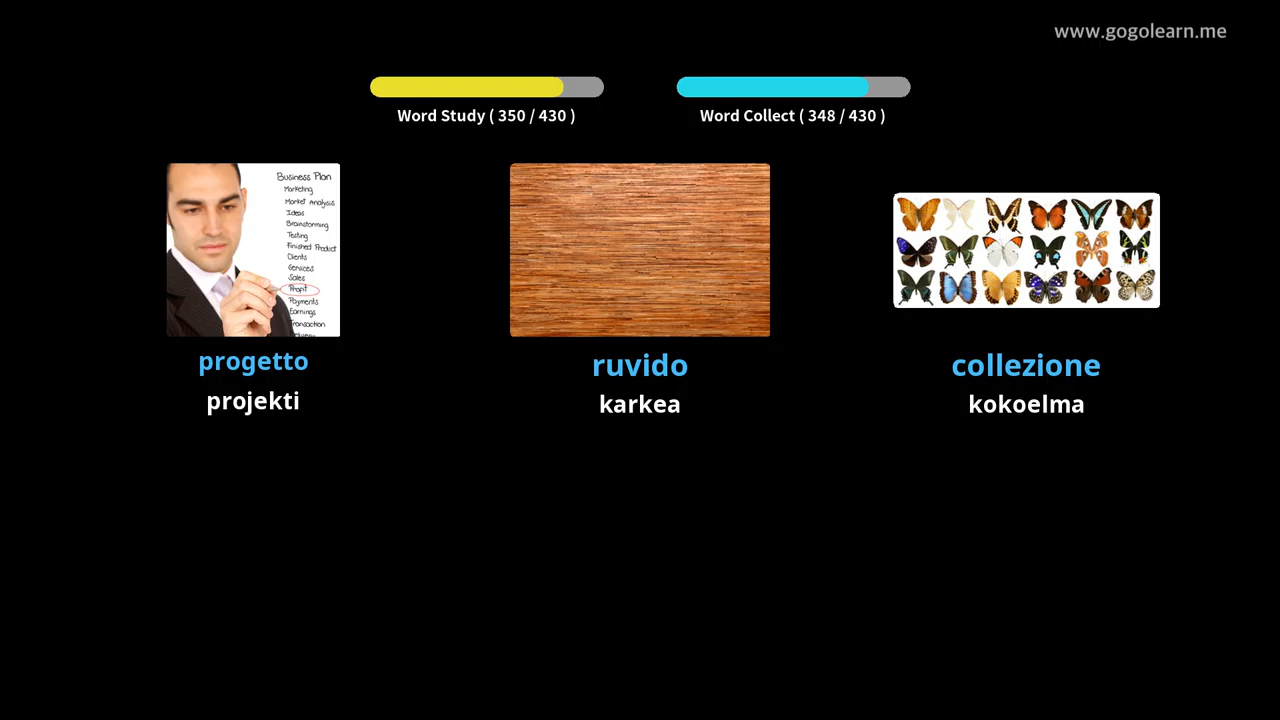 www.gogolearn.me
Word Study ( 350 / 430 )
Word Collect ( 348 / 430 )
Business Plan
Marketing
Market Analysis
Ideas
Brainstorming
Testing
Finished Product
Clients
Services
Sales
Profit
Payments
Earnings
Transaction
progetto
projekti
ruvido
karkea
collezione
kokoelma